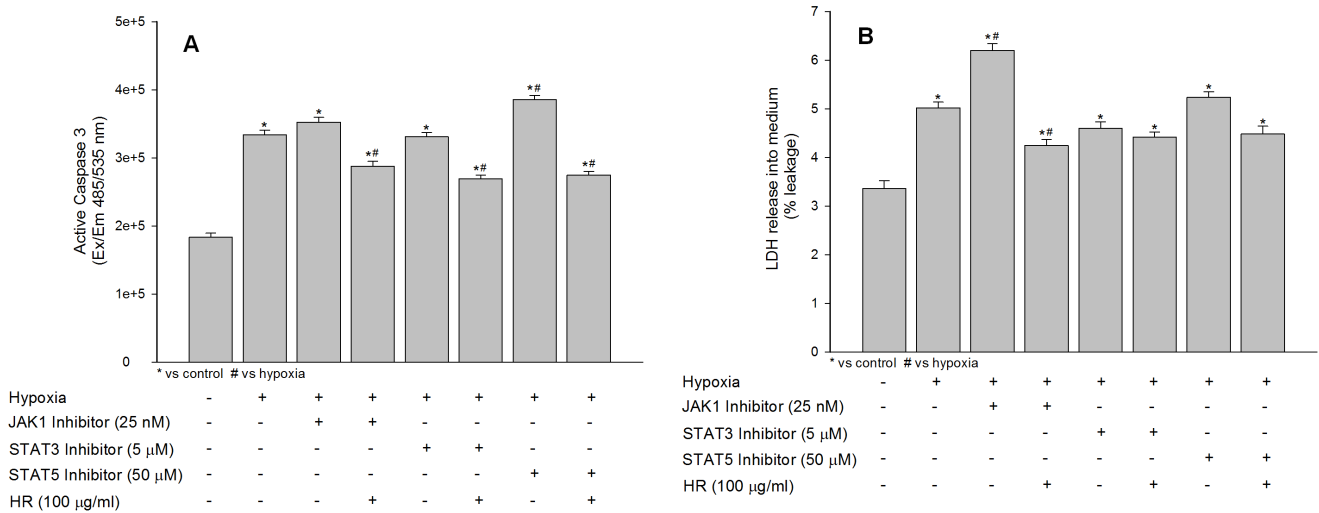 A
5e+5
4e+5
3e+5
2e+5
1e+5
0
Active Caspase 3
(Ex/Em 485/535 nm)
*
*
*#
*
*#
*#
*#
* vs control # vs hypoxia
Hypoxia - + + + + + + +
JAK1 Inhibitor (25 nM) - - + + - - - -
STAT3 Inhibitor (5 μM) - - - - + + - -
STAT5 Inhibitor (50 μM) - - - - - - + +
HR (100 μg/ml) - - - + - + - +
B
7
6
5
4
3
2
1
0
LDH release into medium
(% leakage)
*
*#
*#
*
*
*
*
* vs control # vs hypoxia
Hypoxia - + + + + + + +
JAK1 Inhibitor (25 nM) - - + + - - - -
STAT3 Inhibitor (5 μM) - - - - + + - -
STAT5 Inhibitor (50 μM) - - - - - - + +
HR (100 μg/ml) - - - + - + - +